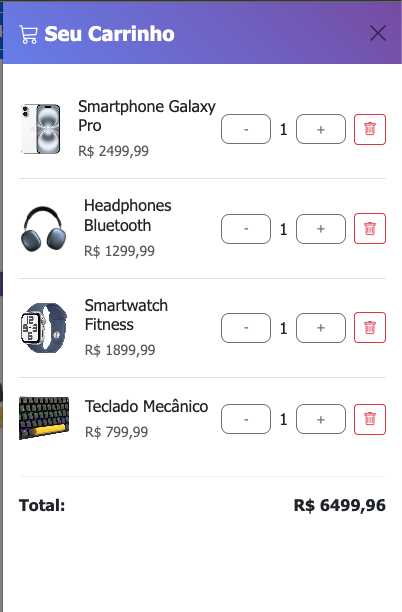 Seu Carrinho
Smartphone Galaxy
Pro
R$ 2499,99
- 1 +
Headphones
Bluetooth
R$ 1299,99
- 1 +
Smartwatch
Fitness
R$ 1899,99
- 1 +
Teclado Mecânico
R$ 799,99
- 1 +
Total: R$ 6499,96